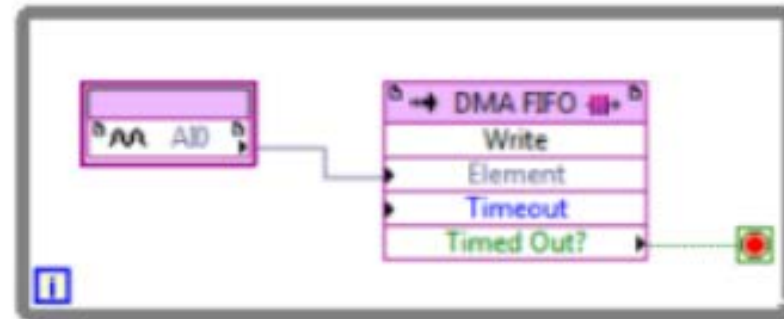 AI0
DMA FIFO
Write
Element
Timeout
Timed Out?
i